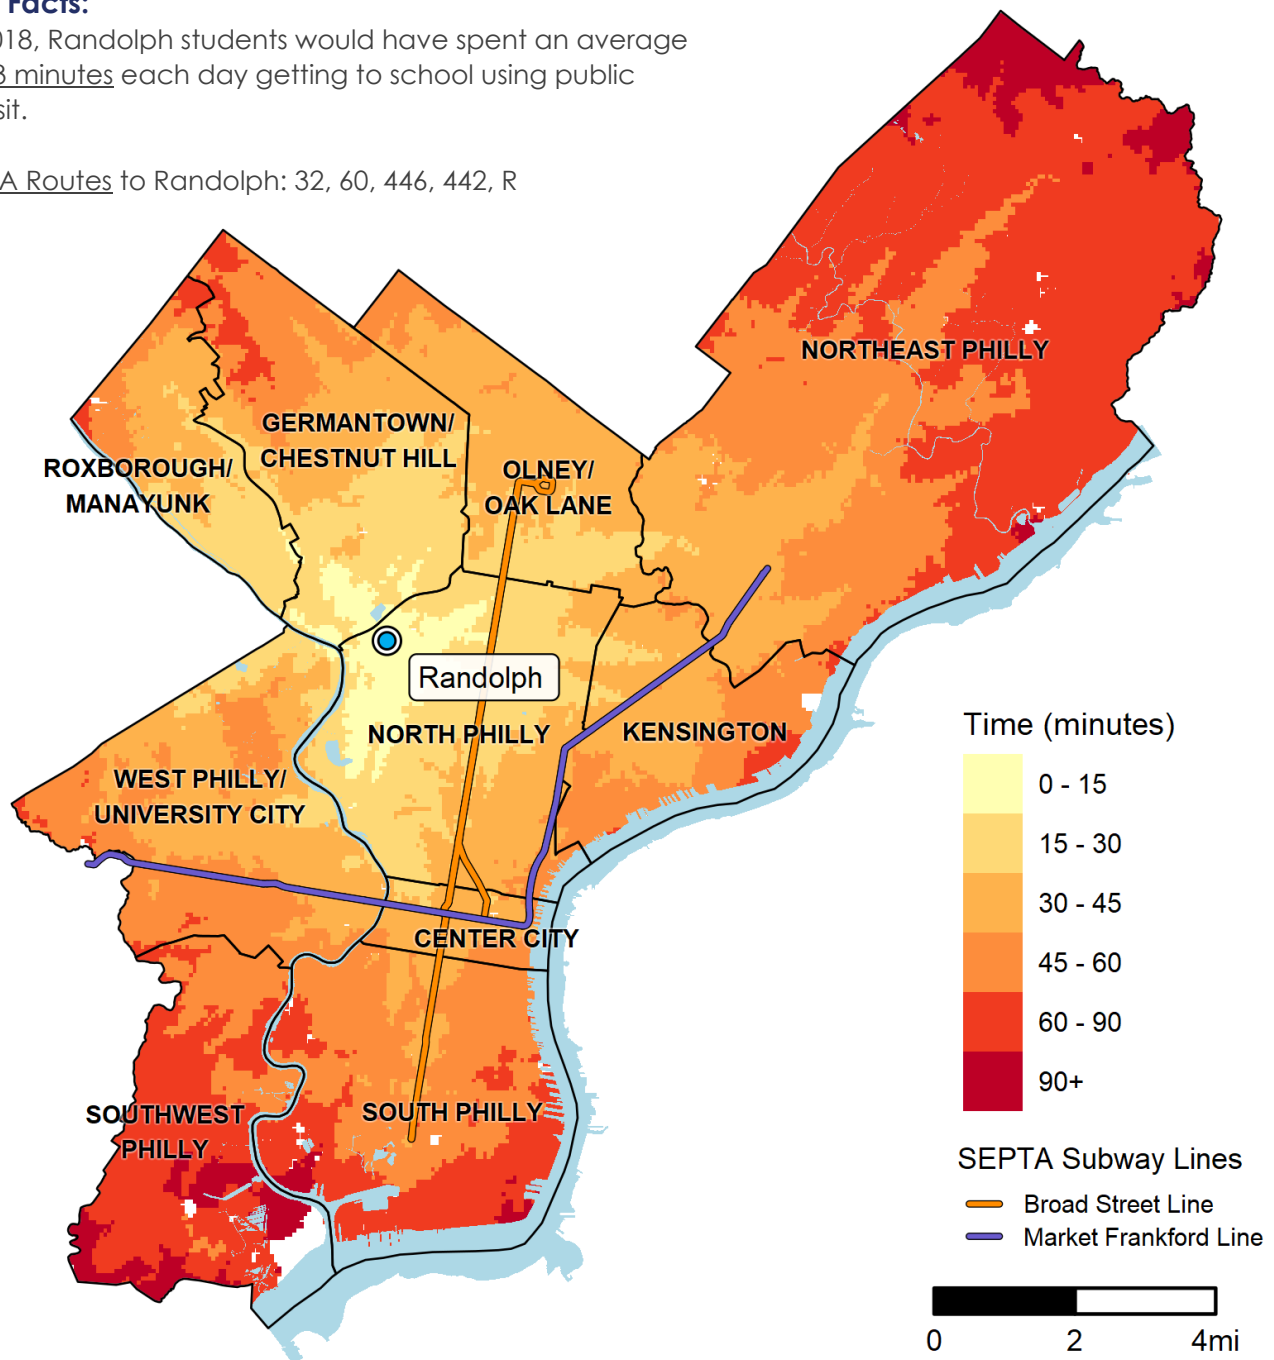 Facts:
018, Randolph students would have spent an average
3 minutes each day getting to school using public
sit.
A Routes to Randolph: 32, 60, 446, 442, R
NORTHEAST PHILLY
GERMANTOWN/
CHESTNUT HILL
ROXBOROUGH/
MANAYUNK
OLNEY/
OAK LANE
Randolph
NORTH PHILLY
KENSINGTON
WEST PHILLY/
UNIVERSITY CITY
CENTER CITY
SOUTHWEST
PHILLY
SOUTH PHILLY
Time (minutes)
0 - 15
15 - 30
30 - 45
45 - 60
60 - 90
90+
SEPTA Subway Lines
Broad Street Line
Market Frankford Line
0 2 4mi